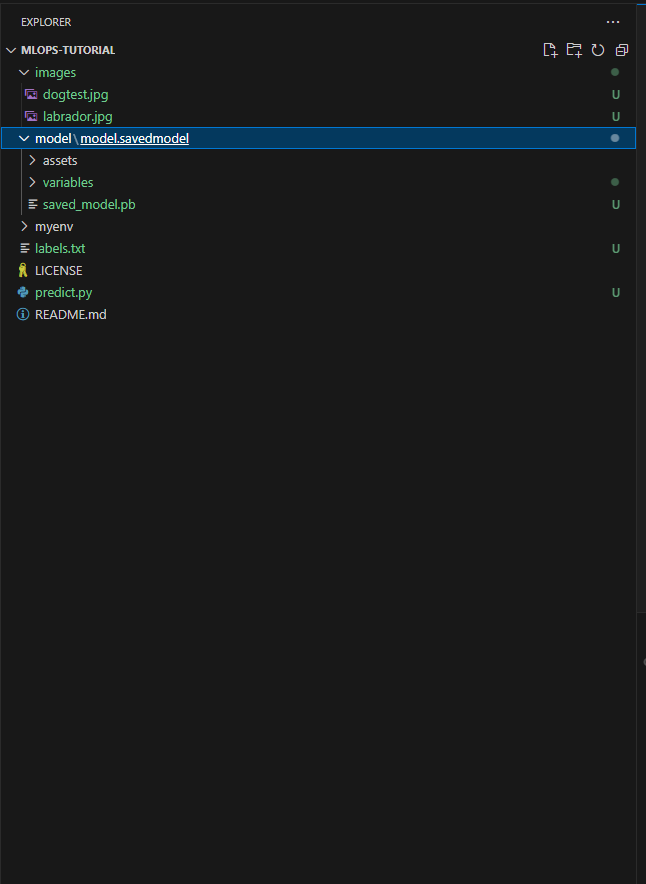 EXPLORER ...
MLOPS-TUTORIAL
images
dogtest.jpg U
labrador.jpg U
model\model.savedmodel
assets
variables
saved_model.pb U
myenv
labels.txt U
LICENSE
predict.py U
README.md